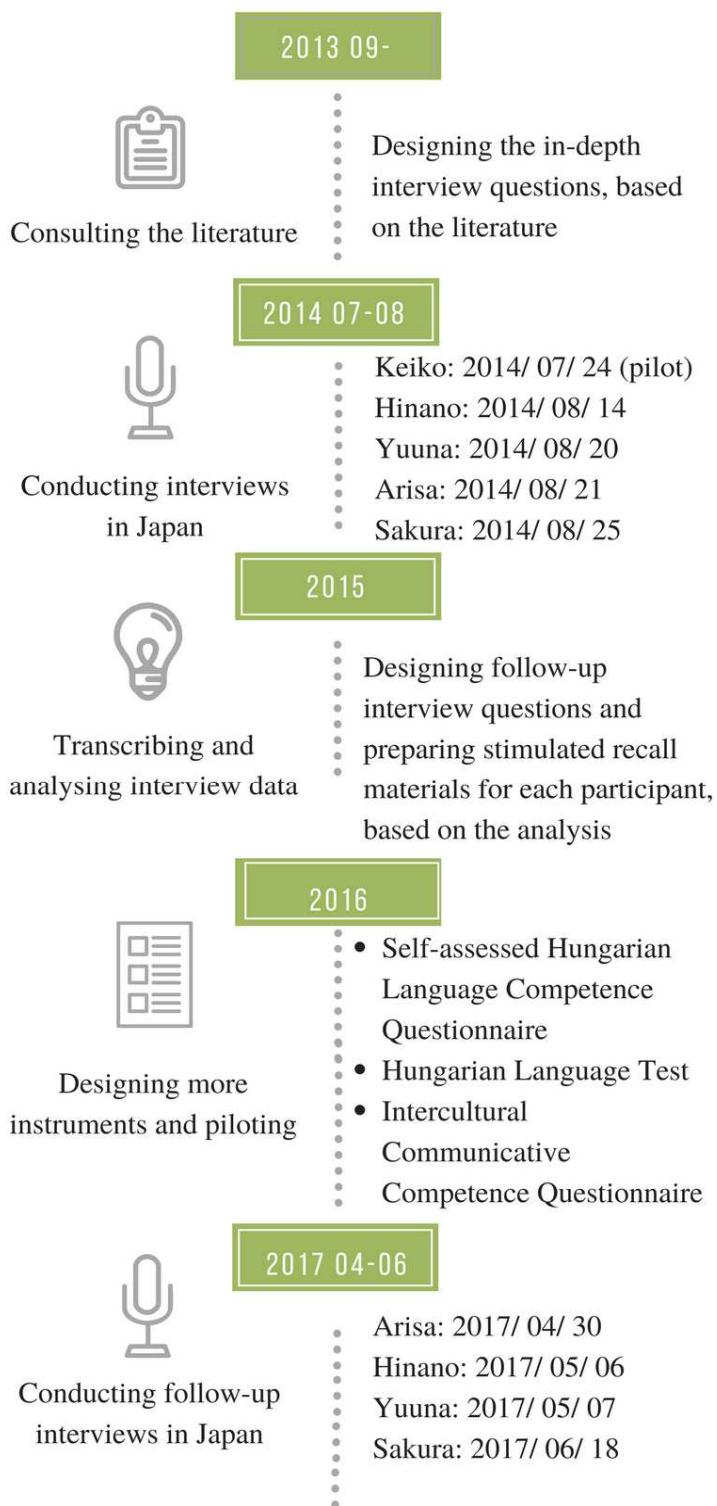 2013 09-
Consulting the literature
Designing the in-depth
interview questions, based
on the literature
2014 07-08
Conducting interviews
in Japan
Keiko: 2014/ 07/ 24 (pilot)
Hinano: 2014/ 08/ 14
Yuuna: 2014/ 08/ 20
Arisa: 2014/ 08/ 21
Sakura: 2014/ 08/ 25
2015
Transcribing and
analysing interview data
Designing follow-up
interview questions and
preparing stimulated recall
materials for each participant,
based on the analysis
2016
Designing more
instruments and piloting
• Self-assessed Hungarian
Language Competence
Questionnaire
• Hungarian Language Test
• Intercultural
Communicative
Competence Questionnaire
2017 04-06
Conducting follow-up
interviews in Japan
Arisa: 2017/ 04/ 30
Hinano: 2017/ 05/ 06
Yuuna: 2017/ 05/ 07
Sakura: 2017/ 06/ 18